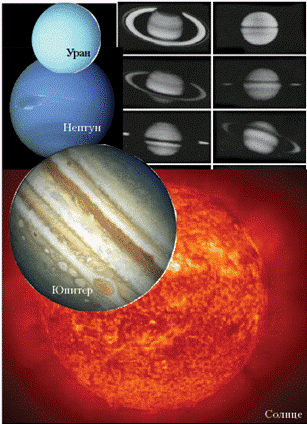 Уран
Нептун
Юпитер
Солнце